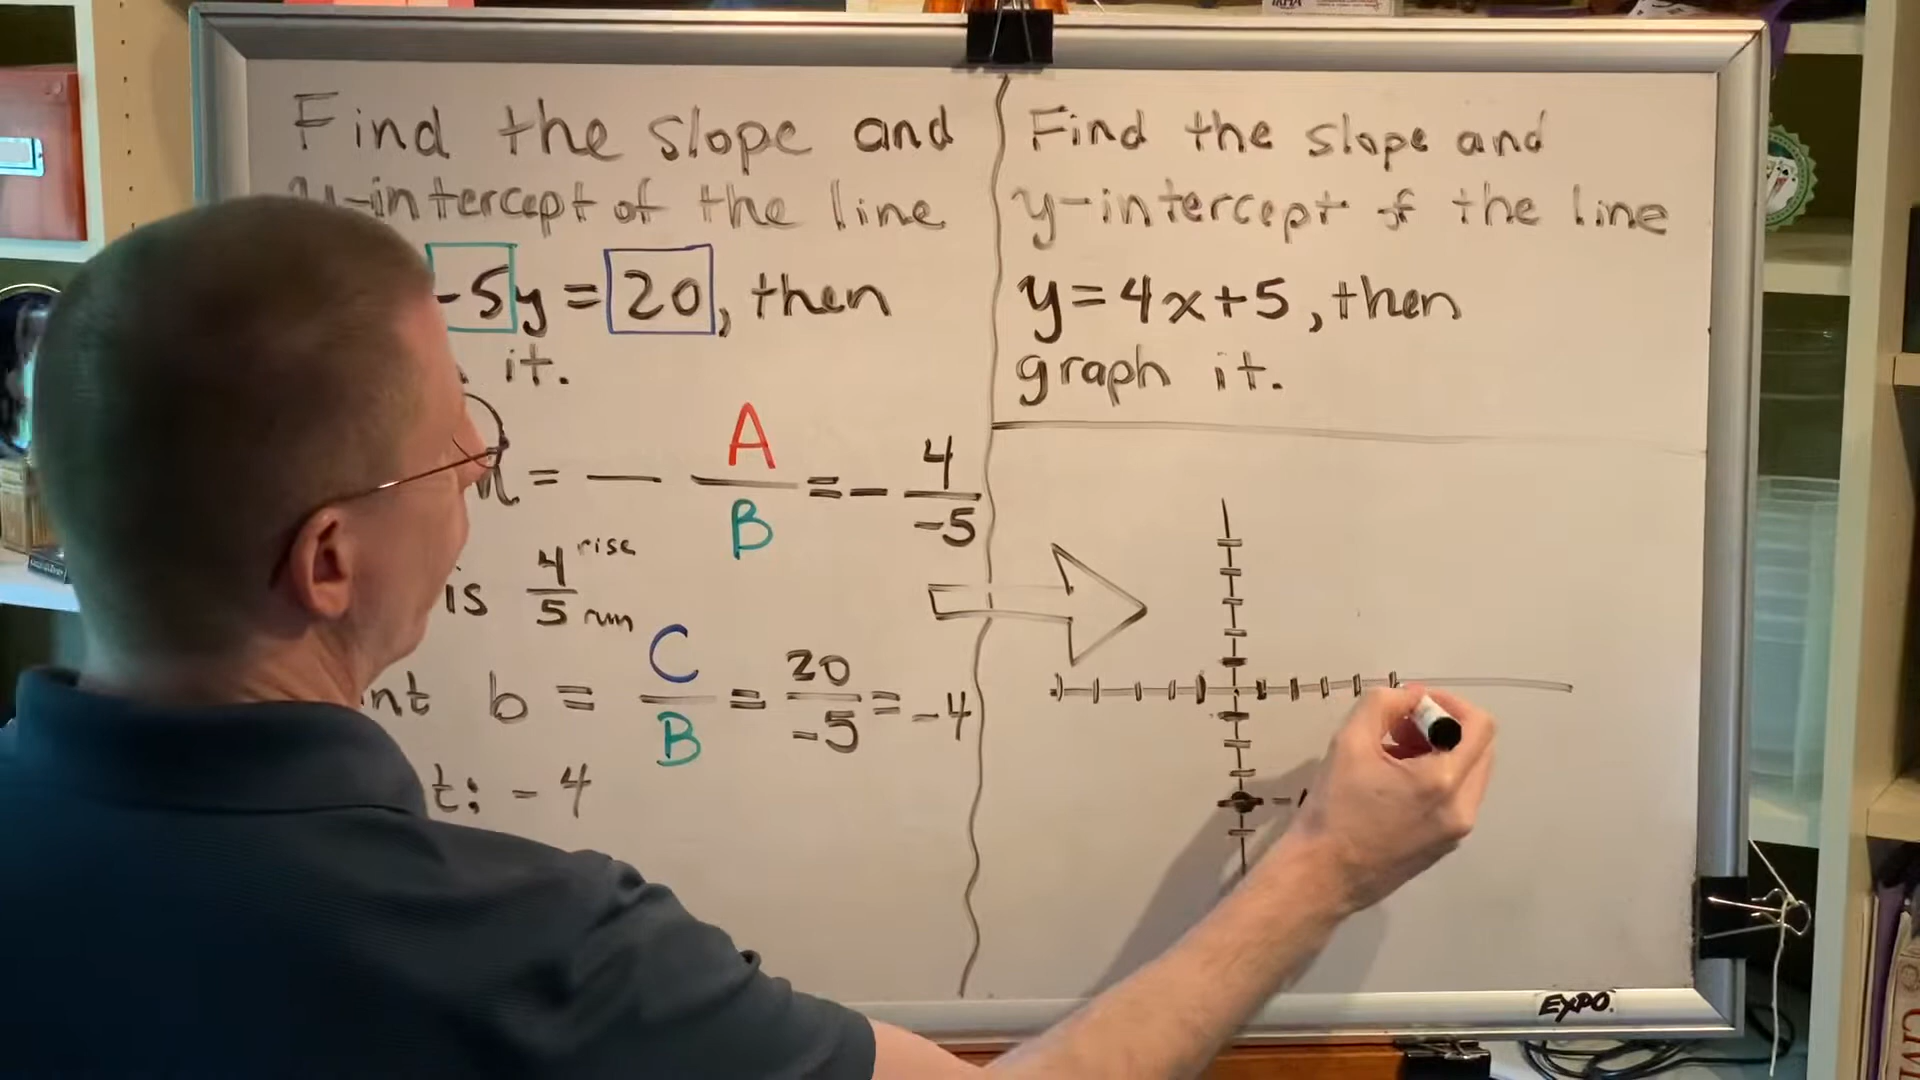 Find the slope and
y-intercept of the line
-5y = 20, then
it.
= - A/B = - 4/-5
is 4/5 rise run
b = C/B = 20/-5 = -4
t: - 4
Find the slope and
y-intercept of the line
y=4x+5, then
graph it.
EXPO